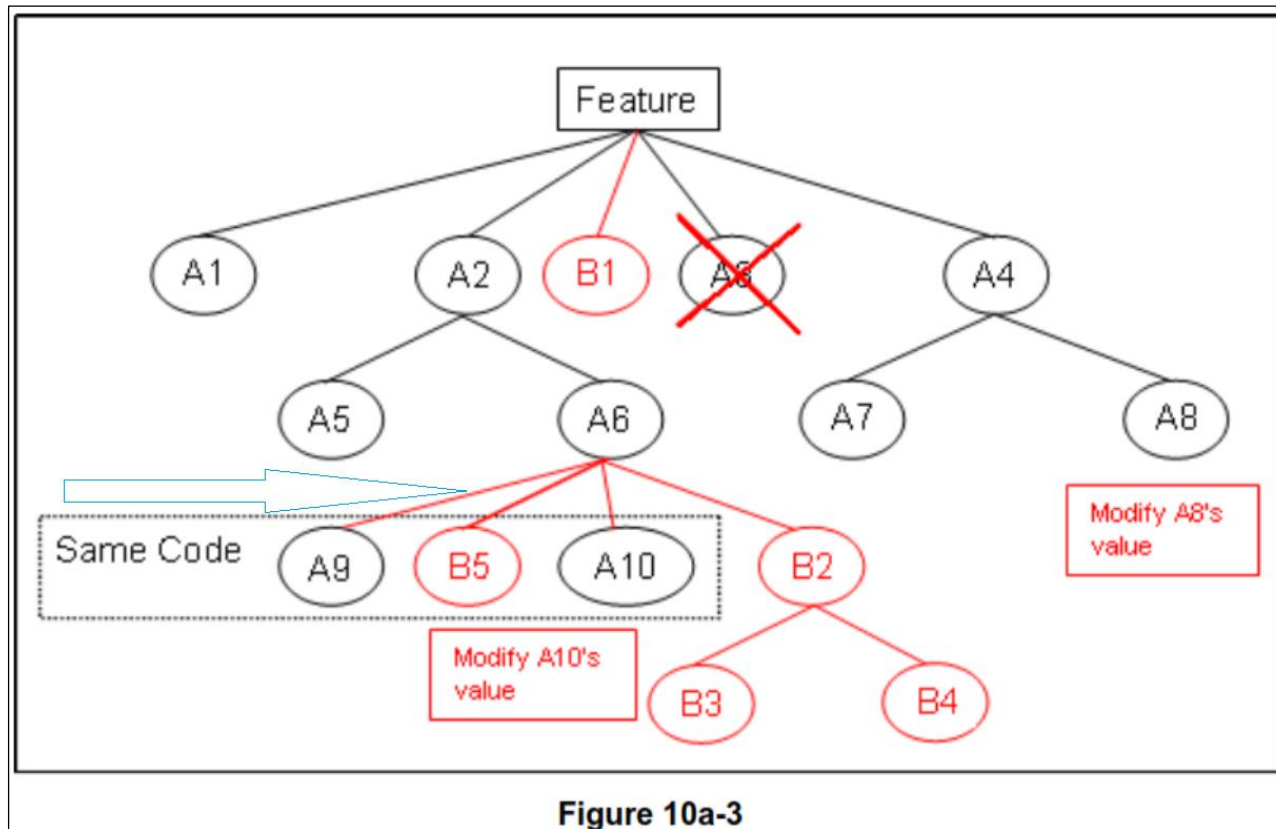 Feature
A1
A2
B1
A3
A4
A5
A6
A7
A8
Same Code
A9
B5
A10
B2
Modify A8's
value
Modify A10's
value
B3
B4
Figure 10a-3